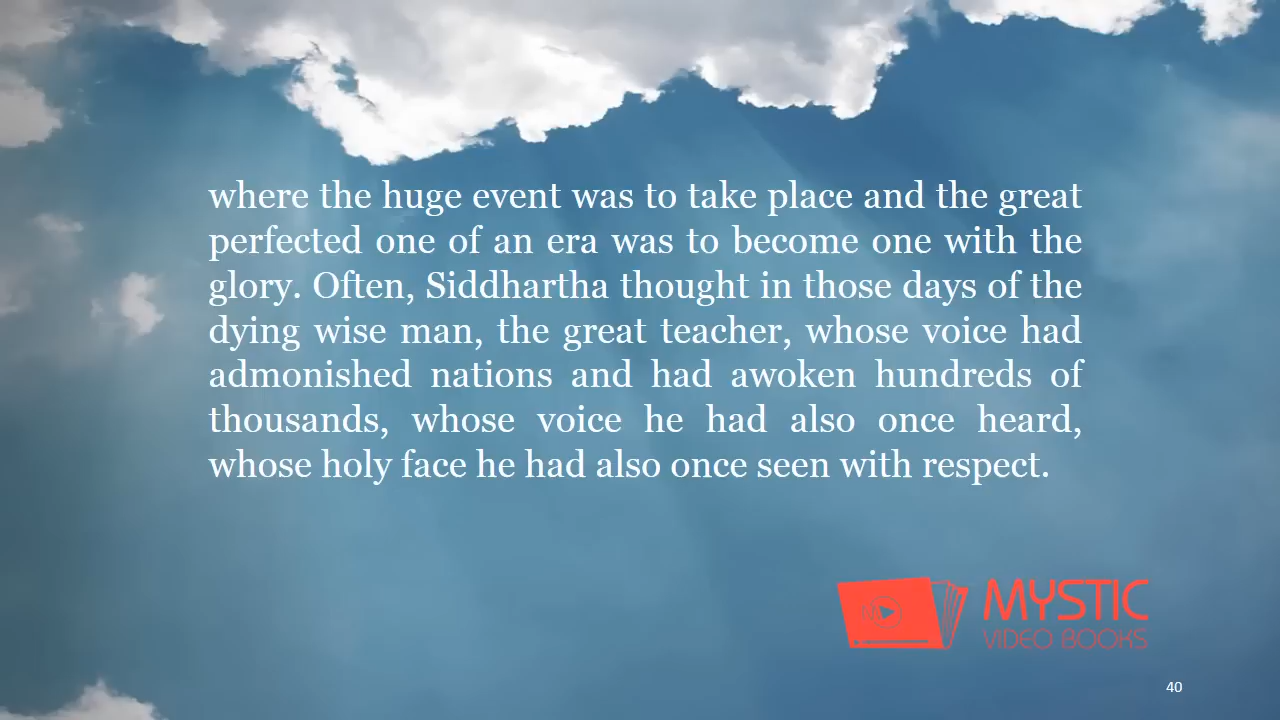 where the huge event was to take place and the great
perfected one of an era was to become one with the
glory. Often, Siddhartha thought in those days of the
dying wise man, the great teacher, whose voice had
admonished nations and had awoken hundreds of
thousands, whose voice he had also once heard,
whose holy face he had also once seen with respect.
MYSTIC
VIDEO BOOKS
40